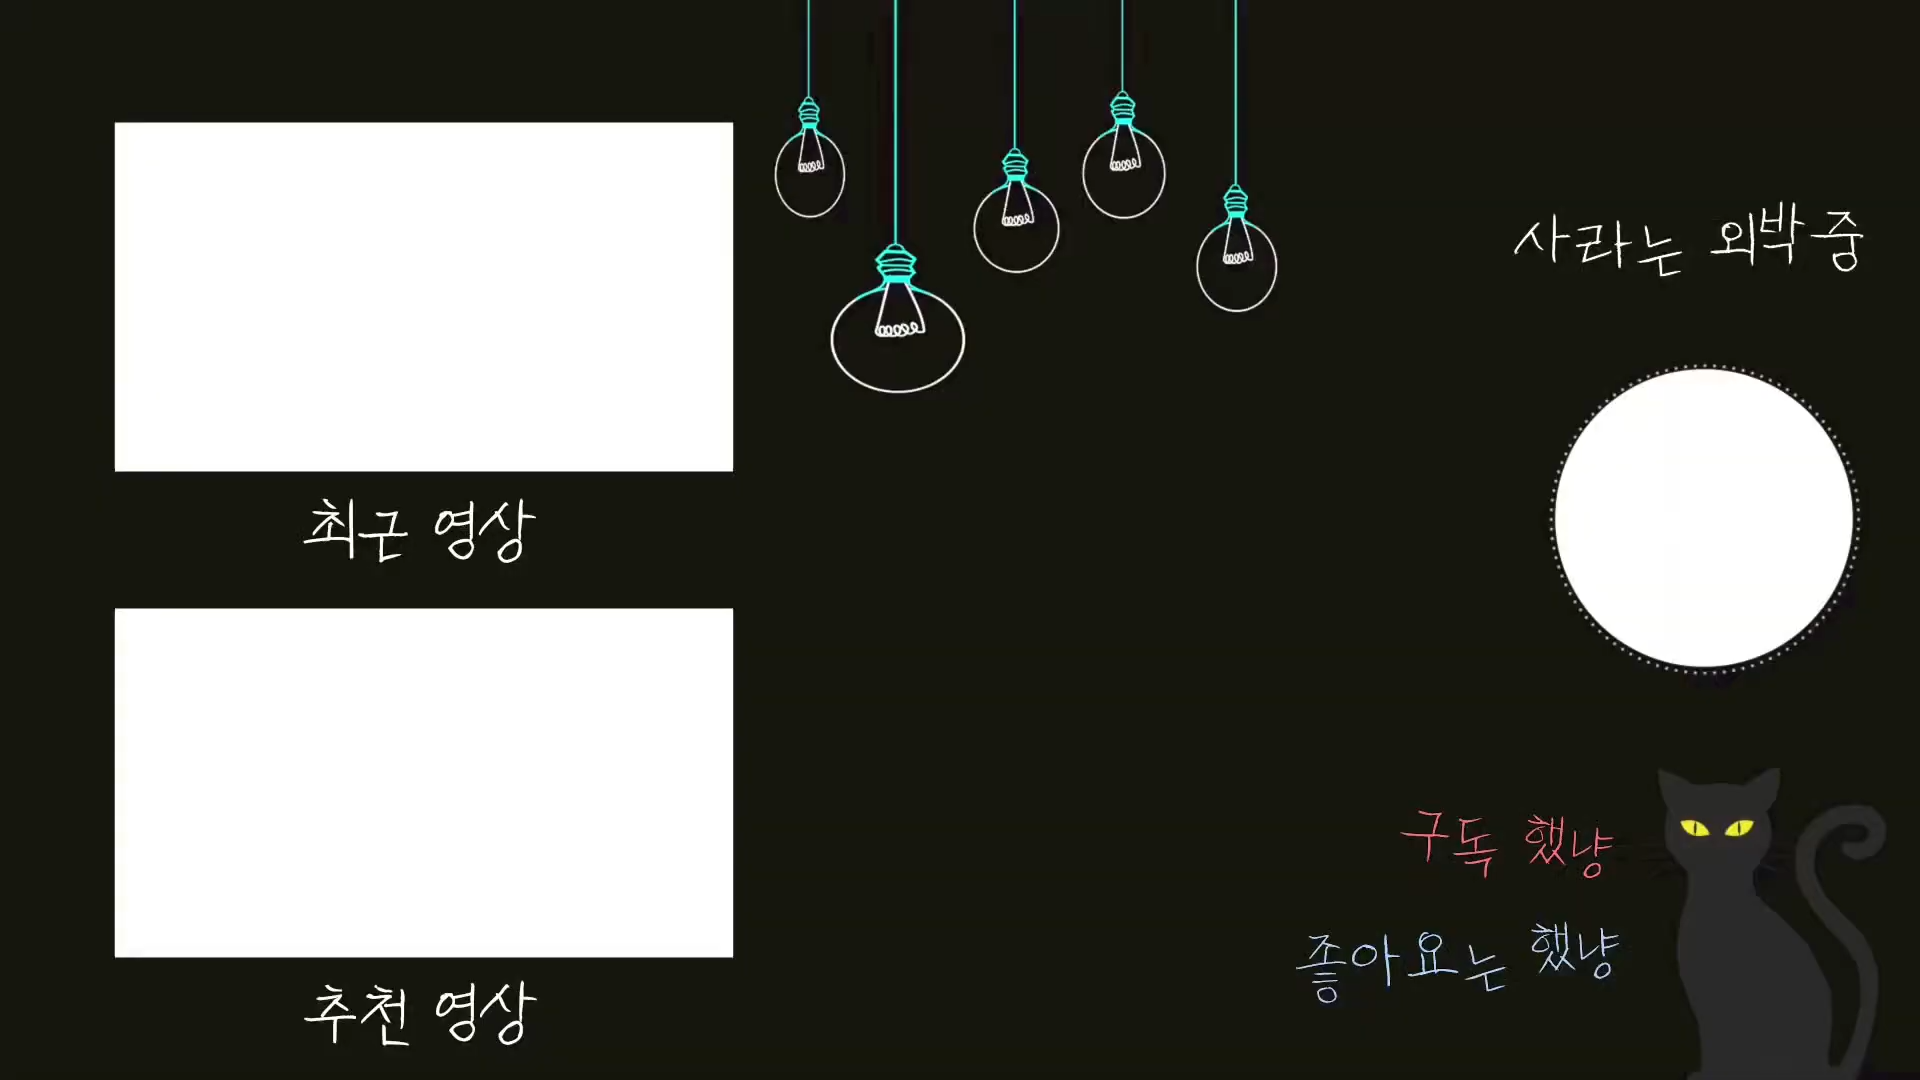 사라는 외박중
최근 영상
구독 했냥
좋아요는 했냥
추천 영상